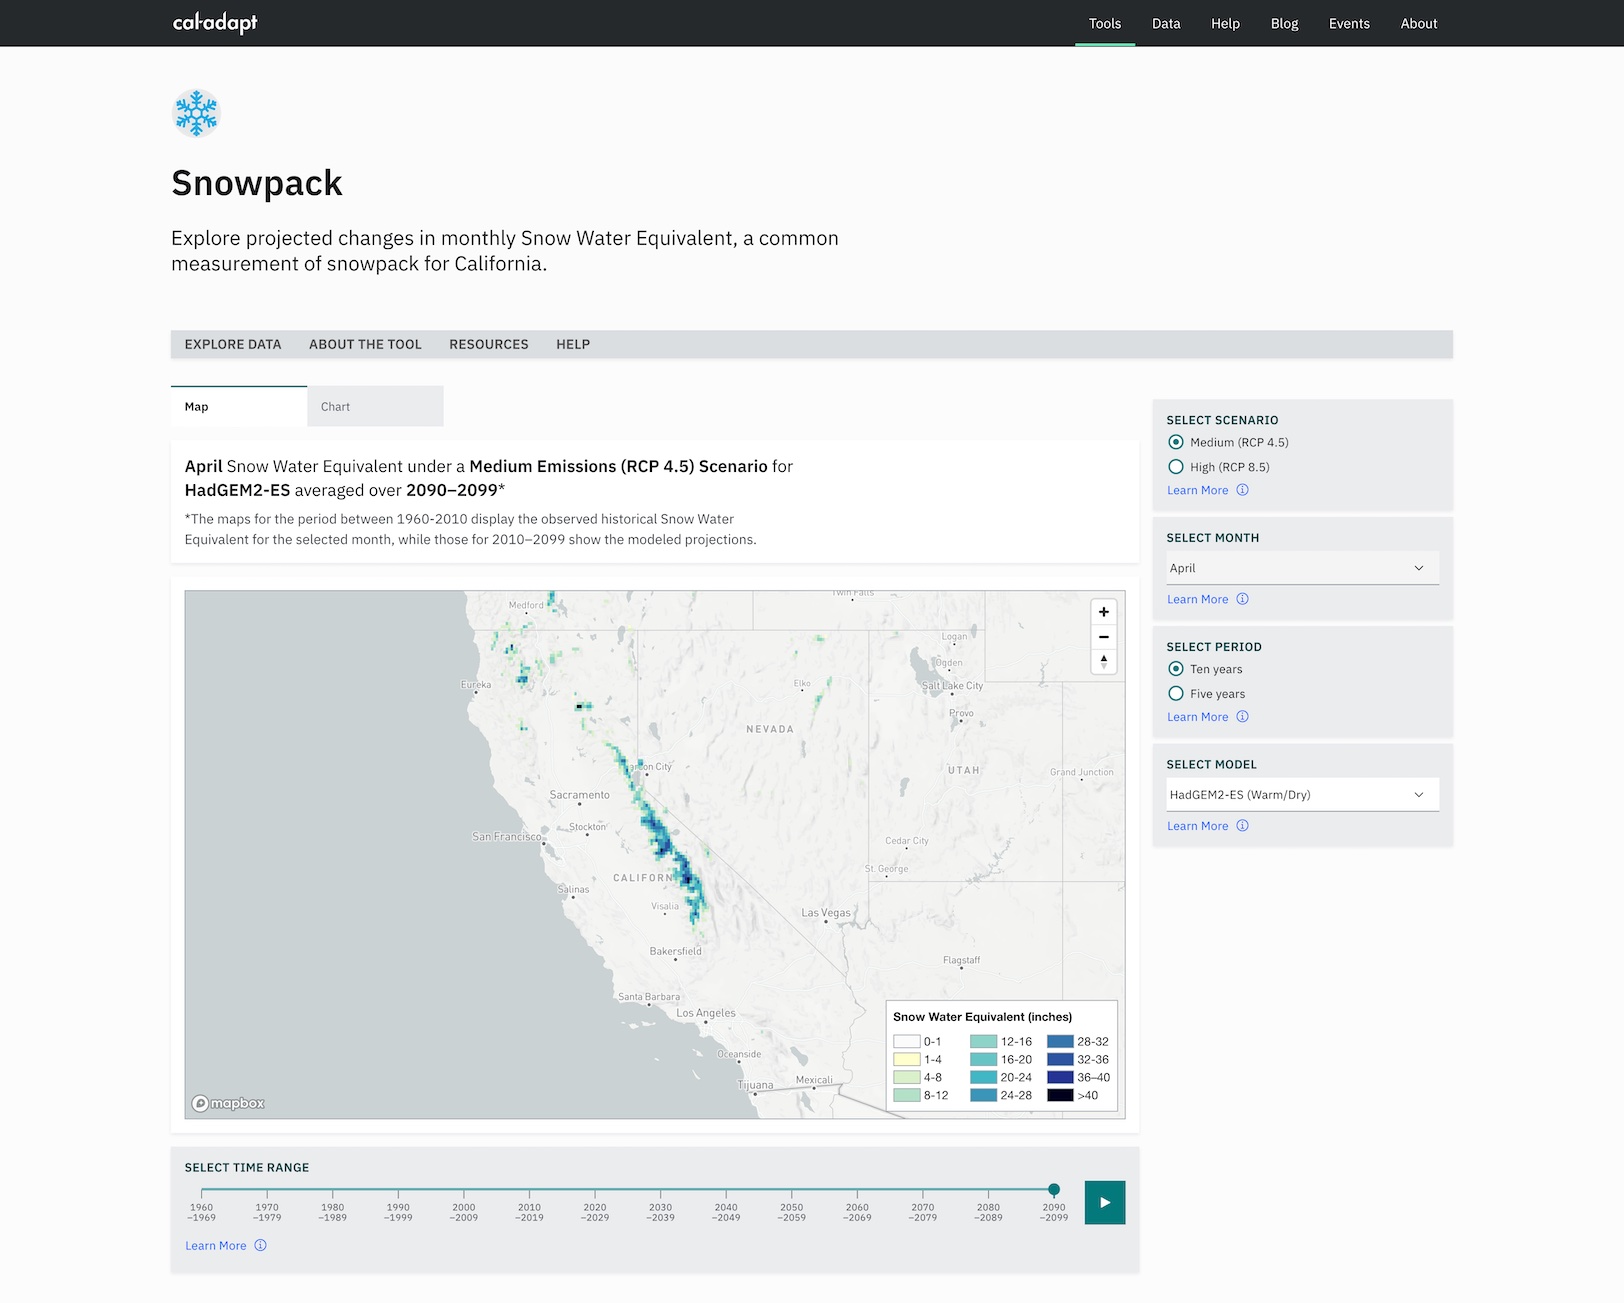 cal-adapt
Tools Data Help Blog Events About
Snowpack
Explore projected changes in monthly Snow Water Equivalent, a common
measurement of snowpack for California.
EXPLORE DATA ABOUT THE TOOL RESOURCES HELP
Map Chart
April Snow Water Equivalent under a Medium Emissions (RCP 4.5) Scenario for
HadGEM2-ES averaged over 2090–2099*
*The maps for the period between 1960-2010 display the observed historical Snow Water
Equivalent for the selected month, while those for 2010–2099 show the modeled projections.
Twin Falls
Medford
Logan
Ogden
Eureka
Elko
Salt Lake City
Provo
NEVADA
Carson City
UTAH
Grand Junction
Sacramento
Stockton
San Francisco
Cedar City
St. George
CALIFORN
Salinas
Visalia
Las Vegas
Bakersfield
Flagstaff
Santa Barbara
Los Angeles
Oceanside
Tijuana
Mexicali
+
−
mapbox
Snow Water Equivalent (inches)
0-1 12-16 28-32
1-4 16-20 32-36
4-8 20-24 36–40
8-12 24-28 >40
SELECT TIME RANGE
1960 1970 1980 1990 2000 2010 2020 2030 2040 2050 2060 2070 2080 2090
–1969 –1979 –1989 –1999 –2009 –2019 –2029 –2039 –2049 –2059 –2069 –2079 –2089 –2099
Learn More
SELECT SCENARIO
Medium (RCP 4.5)
High (RCP 8.5)
Learn More
SELECT MONTH
April
Learn More
SELECT PERIOD
Ten years
Five years
Learn More
SELECT MODEL
HadGEM2-ES (Warm/Dry)
Learn More